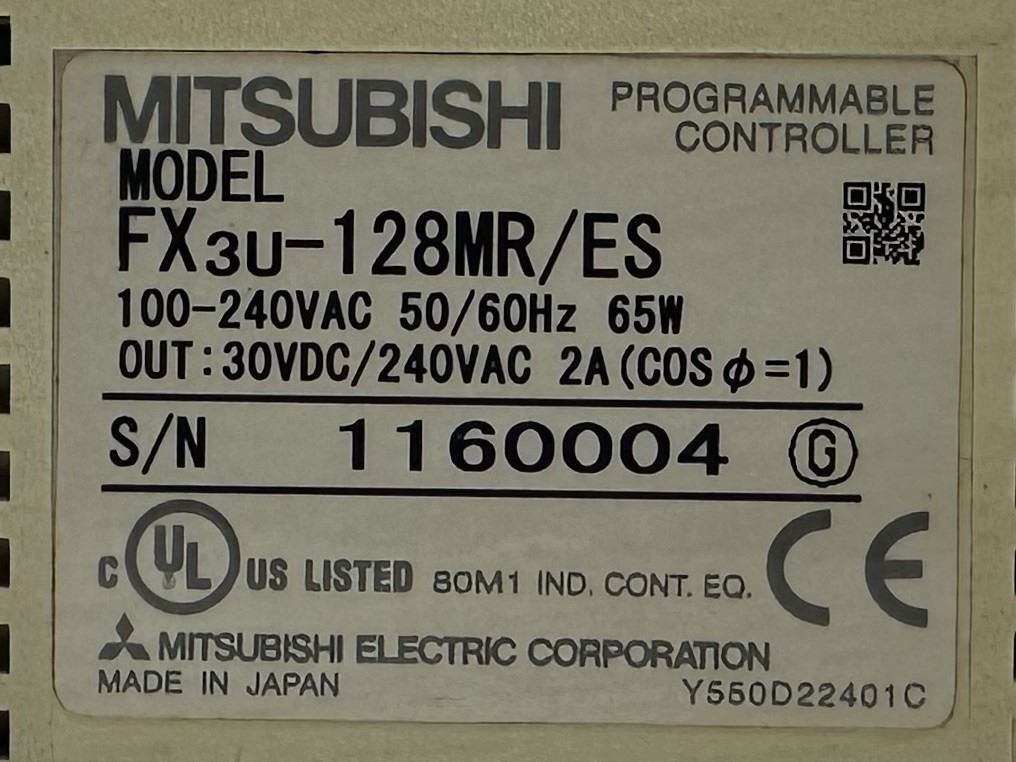 MITSUBISHI
PROGRAMMABLE
CONTROLLER
MODEL
FX3U-128MR/ES
100-240VAC 50/60Hz 65W
OUT:30VDC/240VAC 2A(COSφ=1)
S/N 1160004 G
C UL US LISTED 80M1 IND. CONT. EQ. CE
MITSUBISHI ELECTRIC CORPORATION
MADE IN JAPAN Y550D22401C